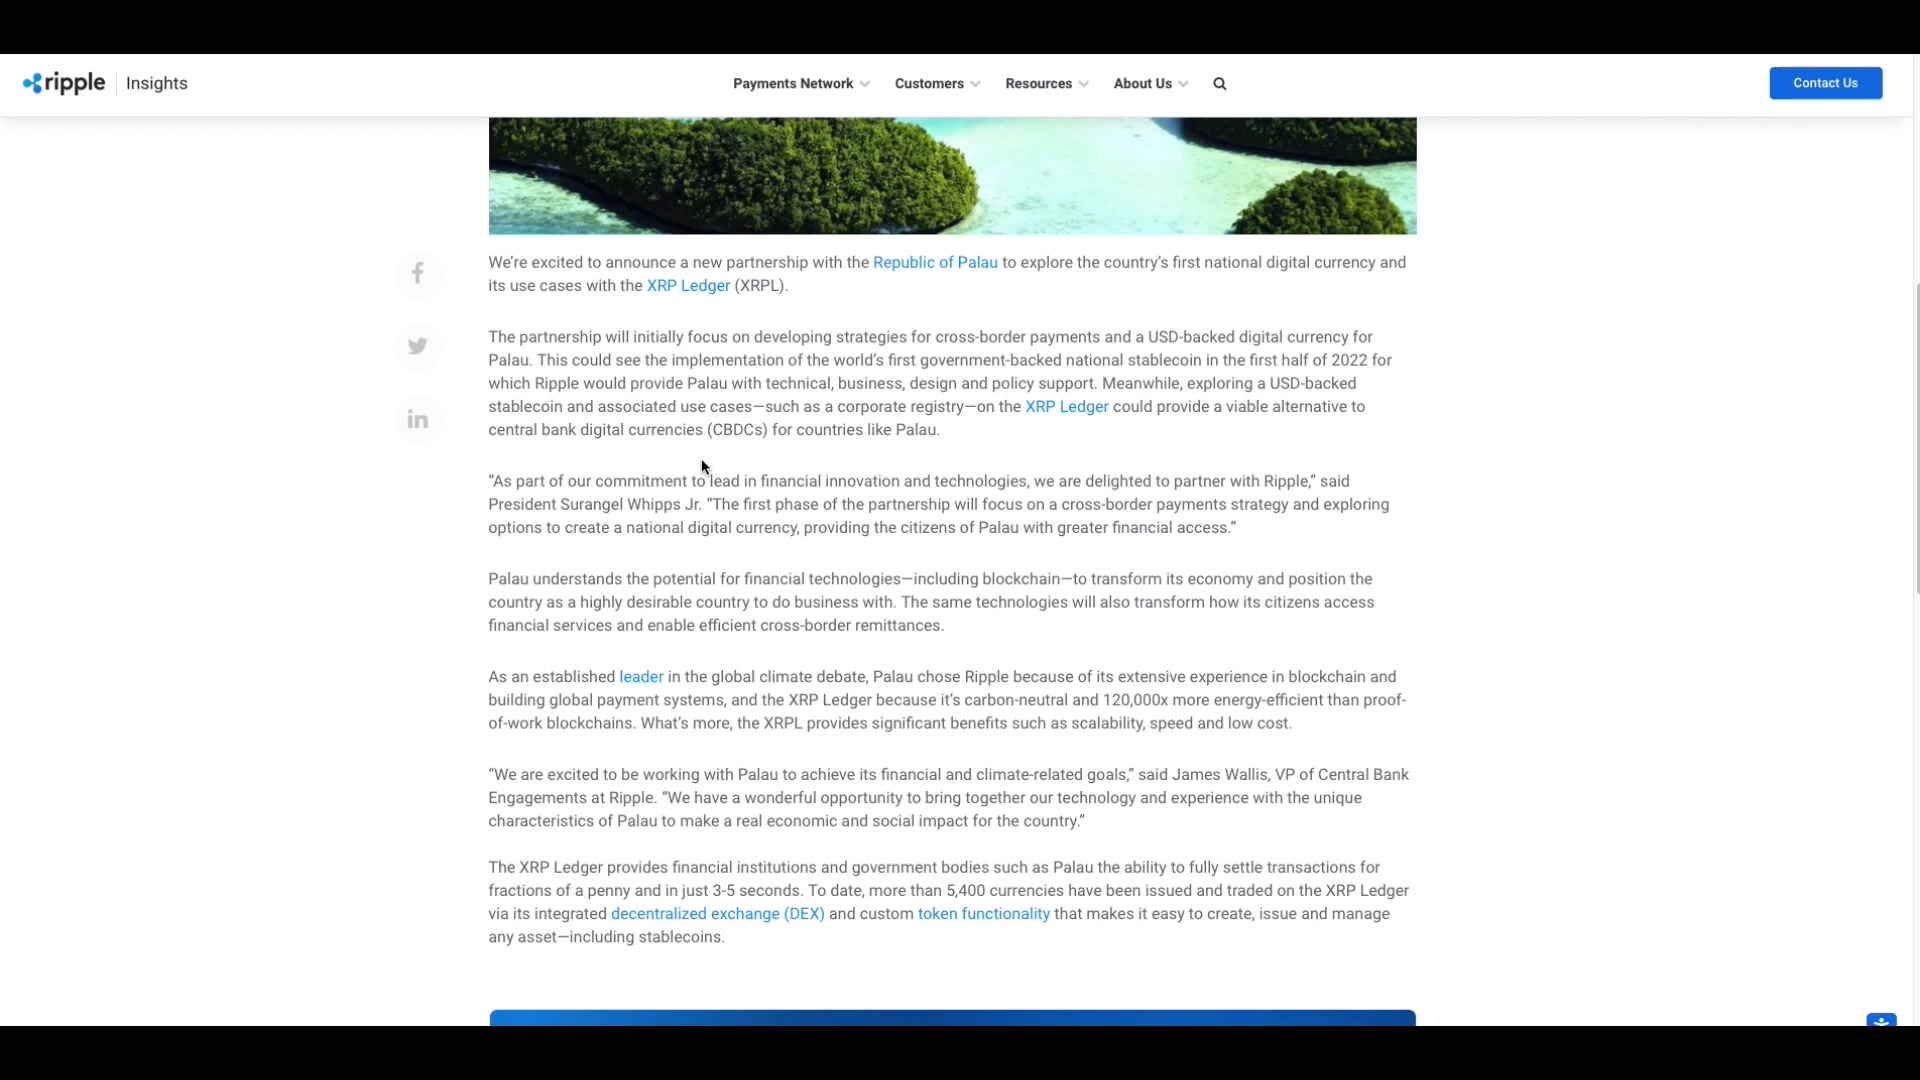 ripple Insights Payments Network Customers Resources About Us Contact Us
We’re excited to announce a new partnership with the Republic of Palau to explore the country’s first national digital currency and
its use cases with the XRP Ledger (XRPL).
The partnership will initially focus on developing strategies for cross-border payments and a USD-backed digital currency for
Palau. This could see the implementation of the world’s first government-backed national stablecoin in the first half of 2022 for
which Ripple would provide Palau with technical, business, design and policy support. Meanwhile, exploring a USD-backed
stablecoin and associated use cases—such as a corporate registry—on the XRP Ledger could provide a viable alternative to
central bank digital currencies (CBDCs) for countries like Palau.
“As part of our commitment to lead in financial innovation and technologies, we are delighted to partner with Ripple,” said
President Surangel Whipps Jr. “The first phase of the partnership will focus on a cross-border payments strategy and exploring
options to create a national digital currency, providing the citizens of Palau with greater financial access.”
Palau understands the potential for financial technologies—including blockchain—to transform its economy and position the
country as a highly desirable country to do business with. The same technologies will also transform how its citizens access
financial services and enable efficient cross-border remittances.
As an established leader in the global climate debate, Palau chose Ripple because of its extensive experience in blockchain and
building global payment systems, and the XRP Ledger because it’s carbon-neutral and 120,000x more energy-efficient than proof-
of-work blockchains. What’s more, the XRPL provides significant benefits such as scalability, speed and low cost.
“We are excited to be working with Palau to achieve its financial and climate-related goals,” said James Wallis, VP of Central Bank
Engagements at Ripple. “We have a wonderful opportunity to bring together our technology and experience with the unique
characteristics of Palau to make a real economic and social impact for the country.”
The XRP Ledger provides financial institutions and government bodies such as Palau the ability to fully settle transactions for
fractions of a penny and in just 3-5 seconds. To date, more than 5,400 currencies have been issued and traded on the XRP Ledger
via its integrated decentralized exchange (DEX) and custom token functionality that makes it easy to create, issue and manage
any asset—including stablecoins.